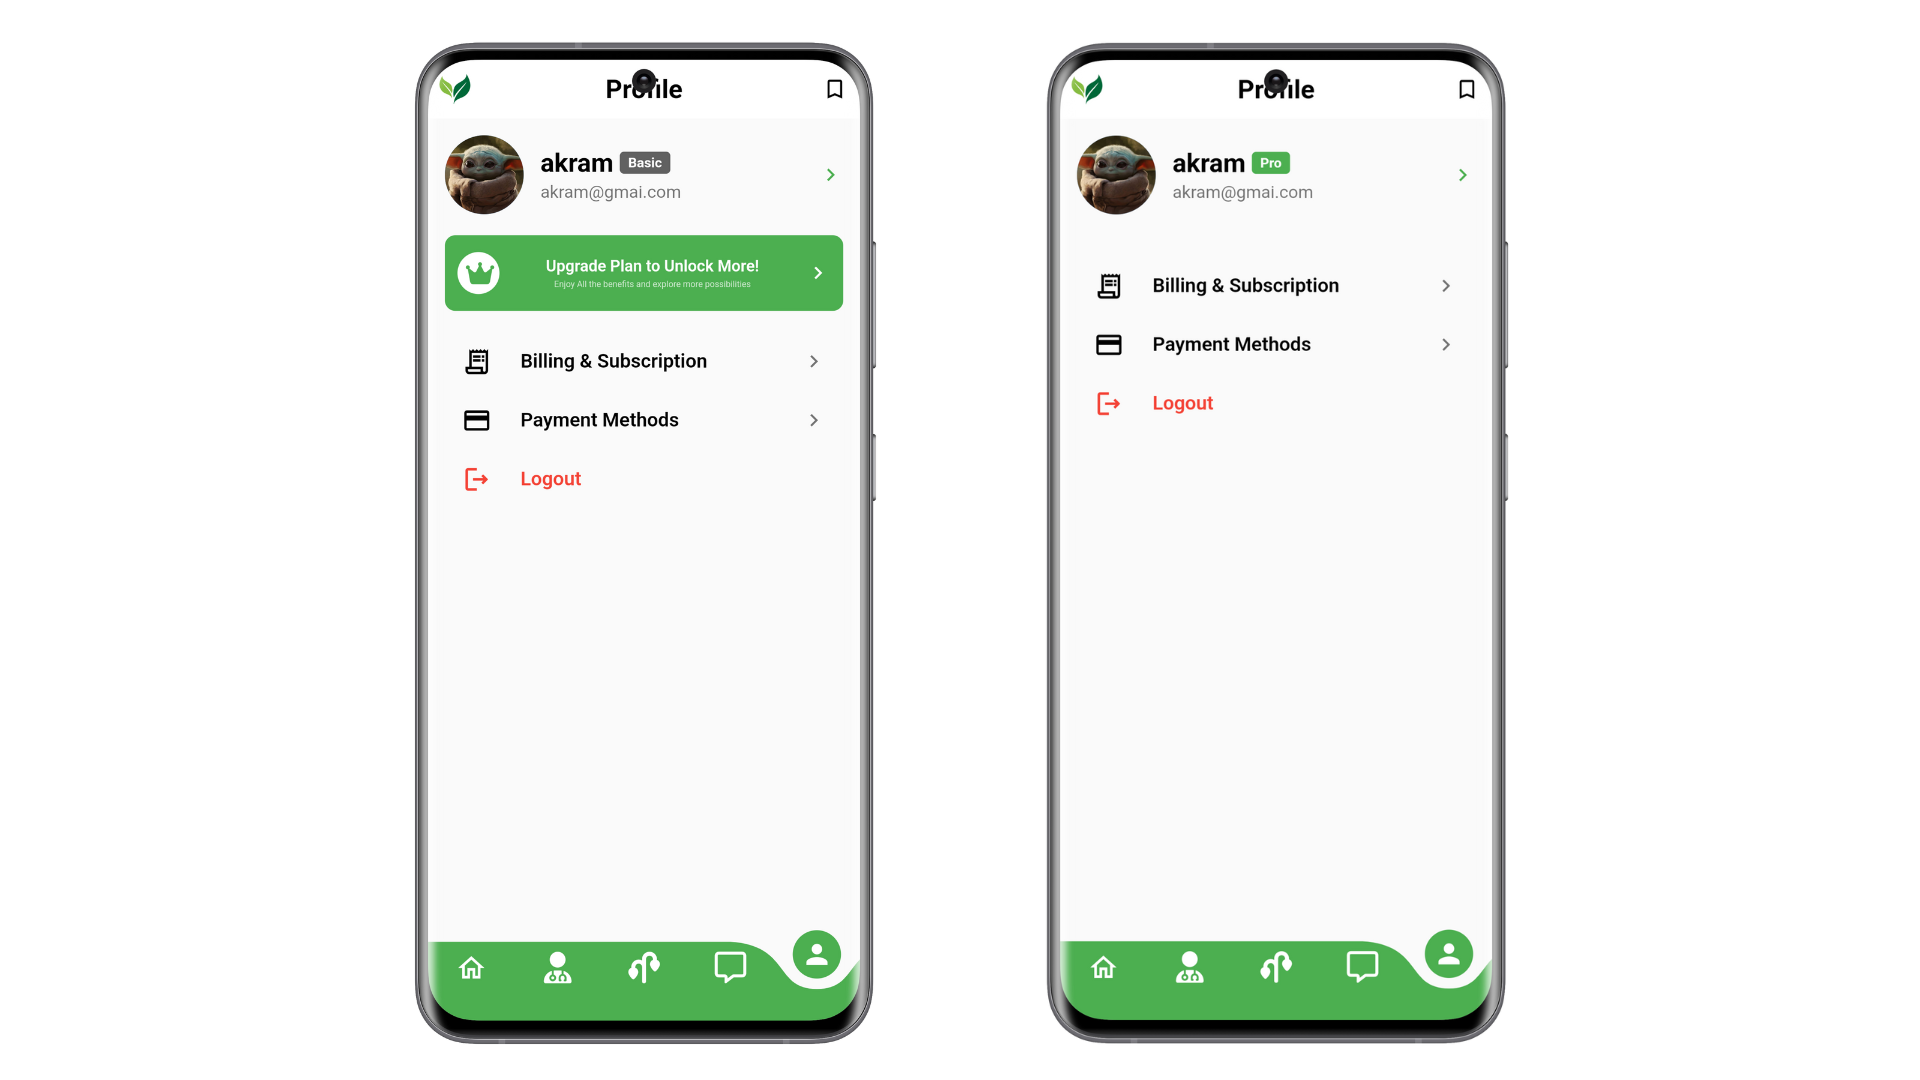 Profile
akram Basic
akram@gmai.com
Upgrade Plan to Unlock More!
Enjoy All the benefits and explore more possibilities
Billing & Subscription
Payment Methods
Logout
Profile
akram Pro
akram@gmai.com
Billing & Subscription
Payment Methods
Logout